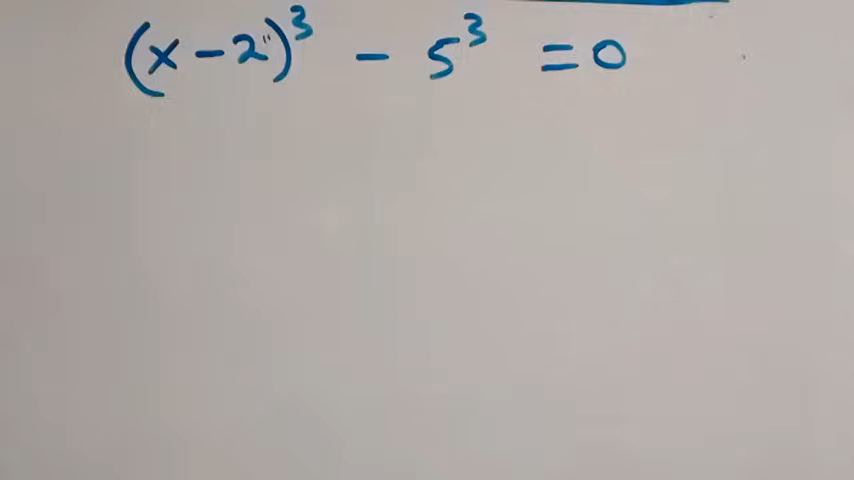 (x - 2)³ - 5³ = 0